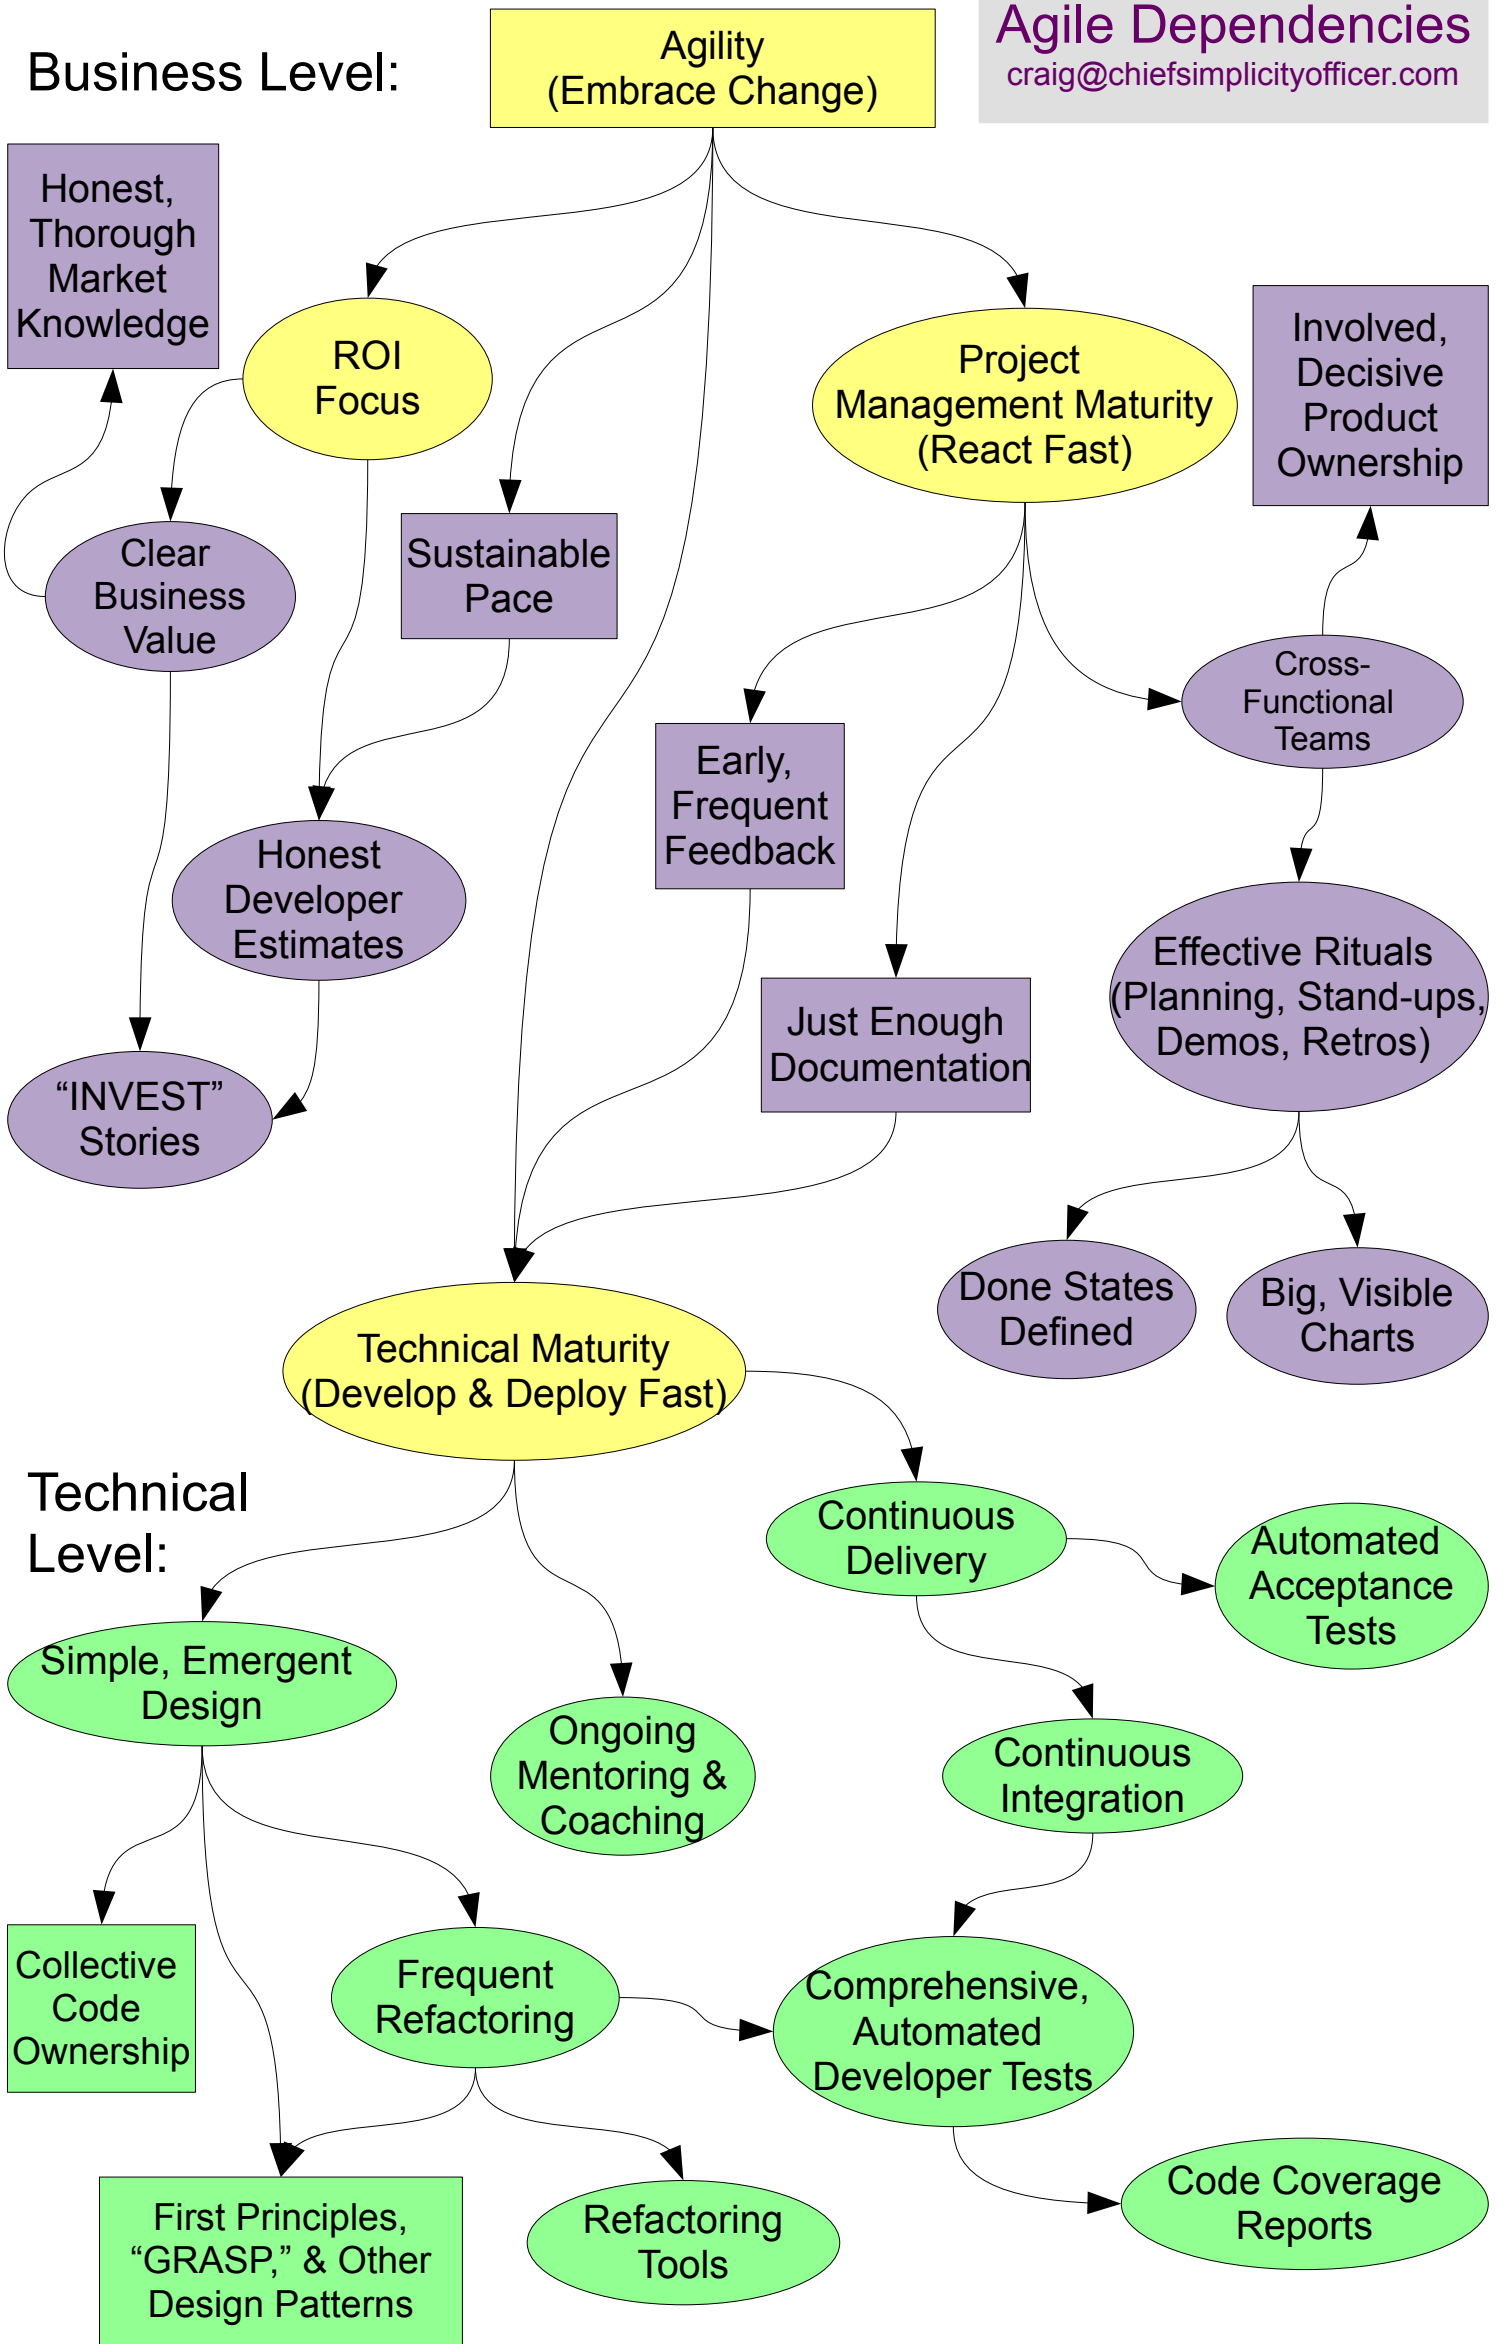 Agile Dependencies
craig@chiefsimplicityofficer.com
Business Level:
Agility
(Embrace Change)
Honest,
Thorough
Market
Knowledge
ROI
Focus
Project
Management Maturity
(React Fast)
Involved,
Decisive
Product
Ownership
Clear
Business
Value
Sustainable
Pace
Cross-
Functional
Teams
Early,
Frequent
Feedback
Honest
Developer
Estimates
Effective Rituals
(Planning, Stand-ups,
Demos, Retros)
Just Enough
Documentation
“INVEST”
Stories
Done States
Defined
Big, Visible
Charts
Technical Maturity
(Develop & Deploy Fast)
Technical
Level:
Continuous
Delivery
Automated
Acceptance
Tests
Simple, Emergent
Design
Ongoing
Mentoring &
Coaching
Continuous
Integration
Collective
Code
Ownership
Frequent
Refactoring
Comprehensive,
Automated
Developer Tests
First Principles,
“GRASP,” & Other
Design Patterns
Refactoring
Tools
Code Coverage
Reports